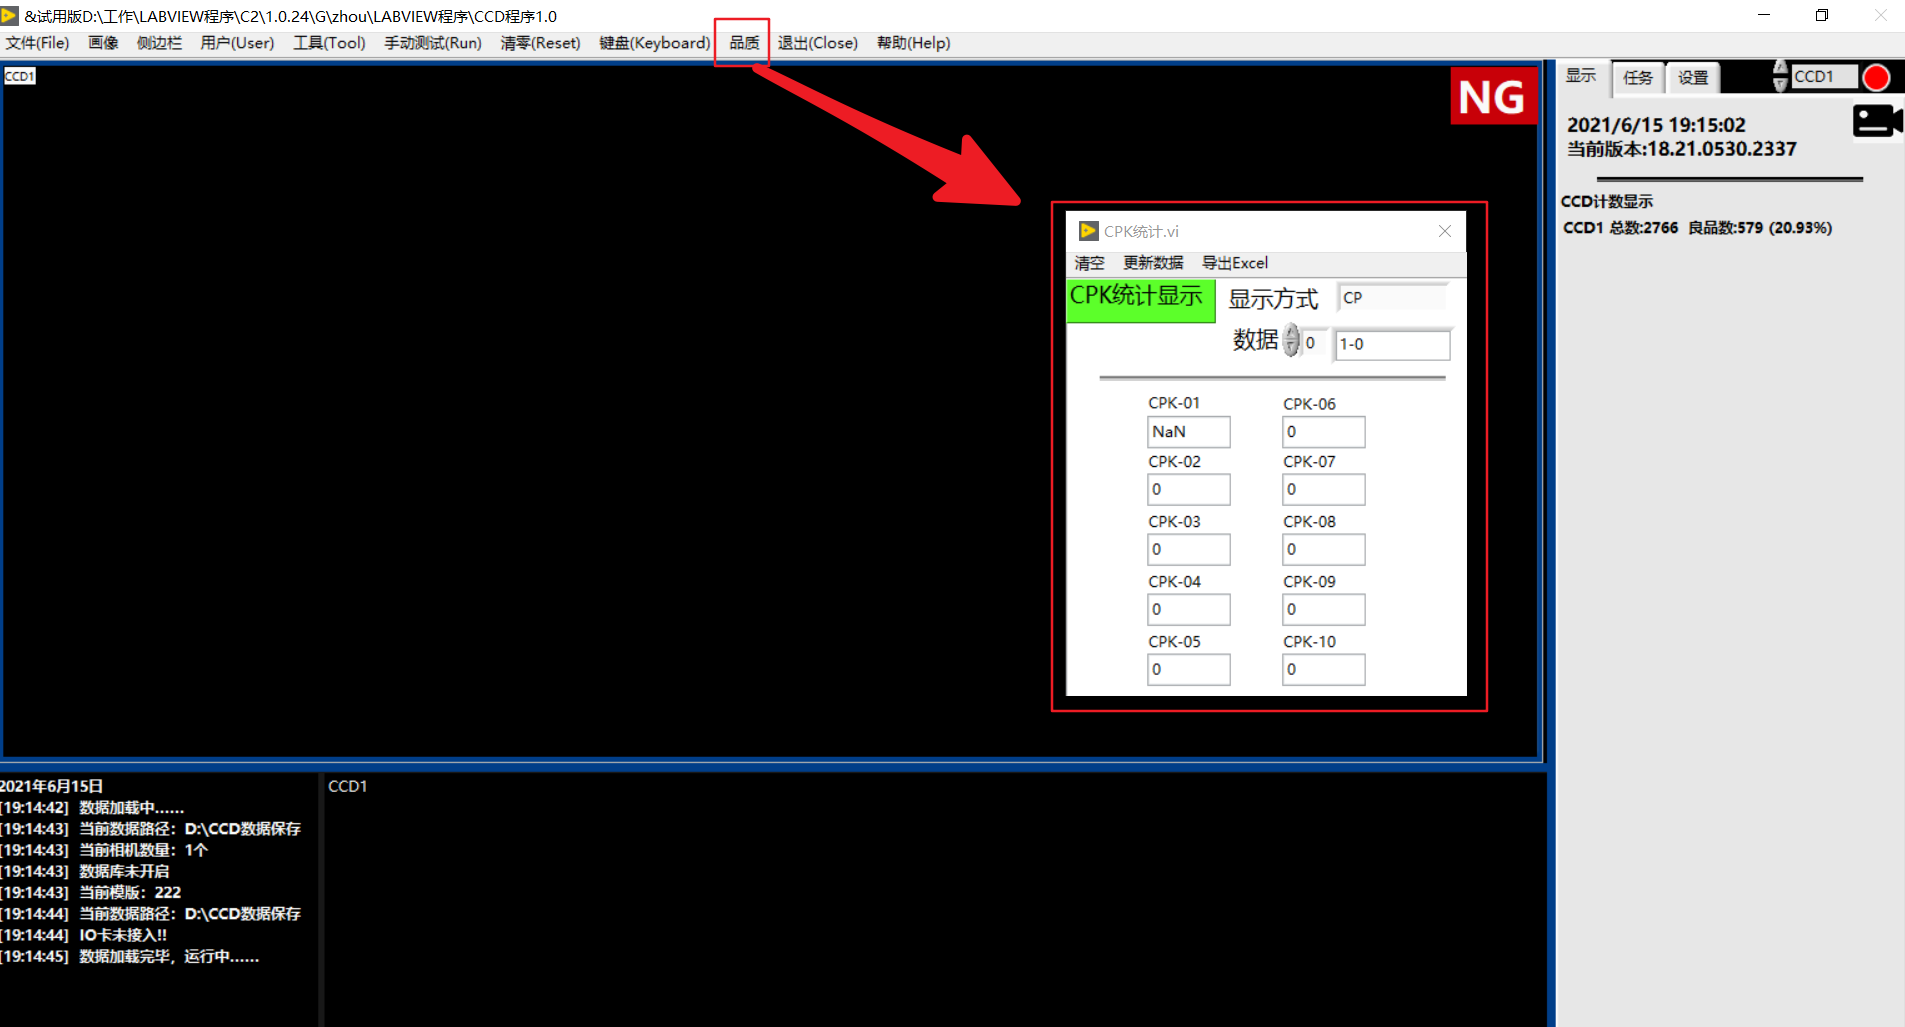 &试用版D:\工作\LABVIEW程序\C2\1.0.24\G\zhou\LABVIEW程序\CCD程序1.0
文件(File) 画像 侧边栏 用户(User) 工具(Tool) 手动测试(Run) 清零(Reset) 键盘(Keyboard) 品质 退出(Close) 帮助(Help)
CCD1
NG
显示 任务 设置 CCD1
2021/6/15 19:15:02
当前版本:18.21.0530.2337
CCD计数显示
CCD1 总数:2766 良品数:579 (20.93%)
CPK统计.vi
清空 更新数据 导出Excel
CPK统计显示 显示方式 CP
数据 0 1-0
CPK-01 CPK-06
NaN 0
CPK-02 CPK-07
0 0
CPK-03 CPK-08
0 0
CPK-04 CPK-09
0 0
CPK-05 CPK-10
0 0
2021年6月15日
[19:14:42] 数据加载中......
[19:14:43] 当前数据路径：D:\CCD数据保存
[19:14:43] 当前相机数量：1个
[19:14:43] 数据库未开启
[19:14:43] 当前模版：222
[19:14:44] 当前数据路径：D:\CCD数据保存
[19:14:44] IO卡未接入!!
[19:14:45] 数据加载完毕，运行中......
CCD1